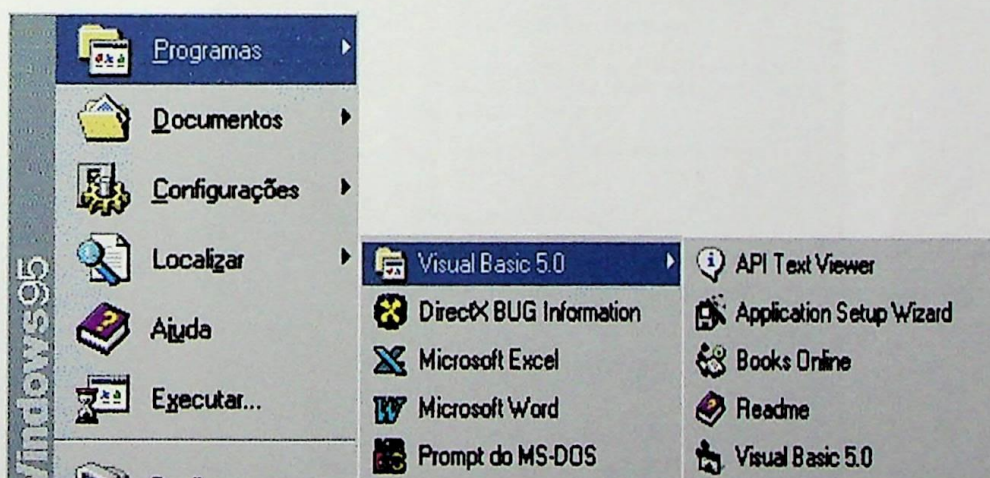 Programas
Documentos
Configurações
Localizar
Ajuda
Executar...
Windows95
Visual Basic 5.0
DirectX BUG Information
Microsoft Excel
Microsoft Word
Prompt do MS-DOS
API Text Viewer
Application Setup Wizard
Books Online
Readme
Visual Basic 5.0